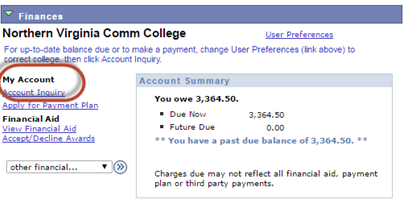 Finances
Northern Virginia Comm College
User Preferences
For up-to-date balance due or to make a payment, change User Preferences (link above) to
correct college, then click Account Inquiry.
My Account
Account Inquiry
Apply for Payment Plan
Financial Aid
View Financial Aid
Accept/Decline Awards
other financial...
Account Summary
You owe 3,364.50.
Due Now 3,364.50
Future Due 0.00
** You have a past due balance of 3,364.50. **
Charges due may not reflect all financial aid, payment
plan or third party payments.